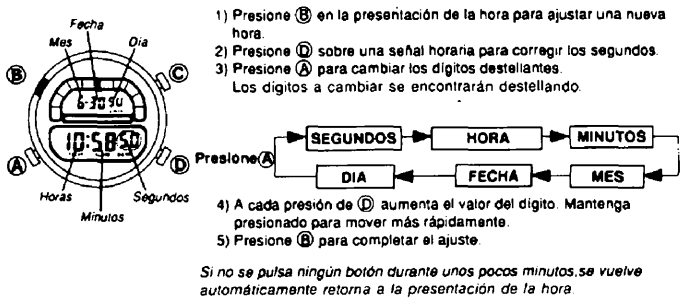 Fecha
Mes
Dia
B
C
6-30 SU
10:58 50
A
D
Horas
Segundos
Minutos
1) Presione B en la presentación de la hora para ajustar una nueva
hora.
2) Presione D sobre una señal horaria para corregir los segundos.
3) Presione A para cambiar los dígitos destellantes.
Los dígitos a cambiar se encontrarán destellando.
Presione A
SEGUNDOS
HORA
MINUTOS
DIA
FECHA
MES
4) A cada presión de D aumenta el valor del dígito. Mantenga
presionado para mover más rápidamente.
5) Presione B para completar el ajuste.
Si no se pulsa ningún botón durante unos pocos minutos,se vuelve
automáticamente retorna a la presentación de la hora.